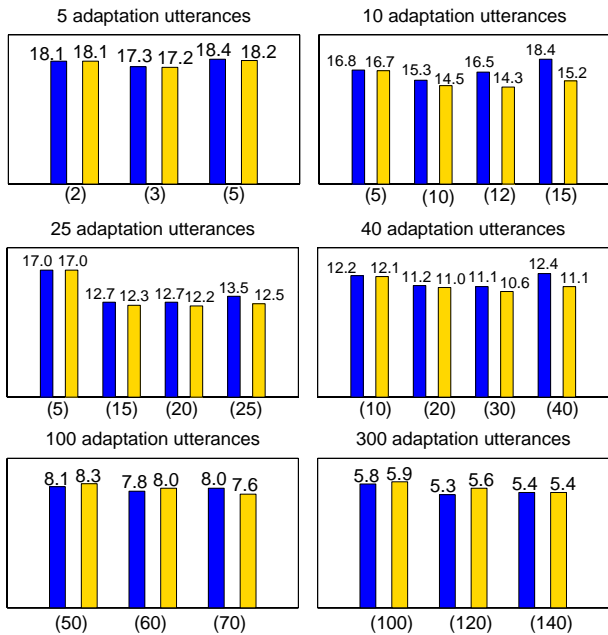 5 adaptation utterances
18.1 18.1 17.3 17.2 18.4 18.2
(2) (3) (5)
10 adaptation utterances
16.8 16.7 15.3 14.5 16.5 14.3 18.4 15.2
(5) (10) (12) (15)
25 adaptation utterances
17.0 17.0 12.7 12.3 12.7 12.2 13.5 12.5
(5) (15) (20) (25)
40 adaptation utterances
12.2 12.1 11.2 11.0 11.1 10.6 12.4 11.1
(10) (20) (30) (40)
100 adaptation utterances
8.1 8.3 7.8 8.0 8.0 7.6
(50) (60) (70)
300 adaptation utterances
5.8 5.9 5.3 5.6 5.4 5.4
(100) (120) (140)